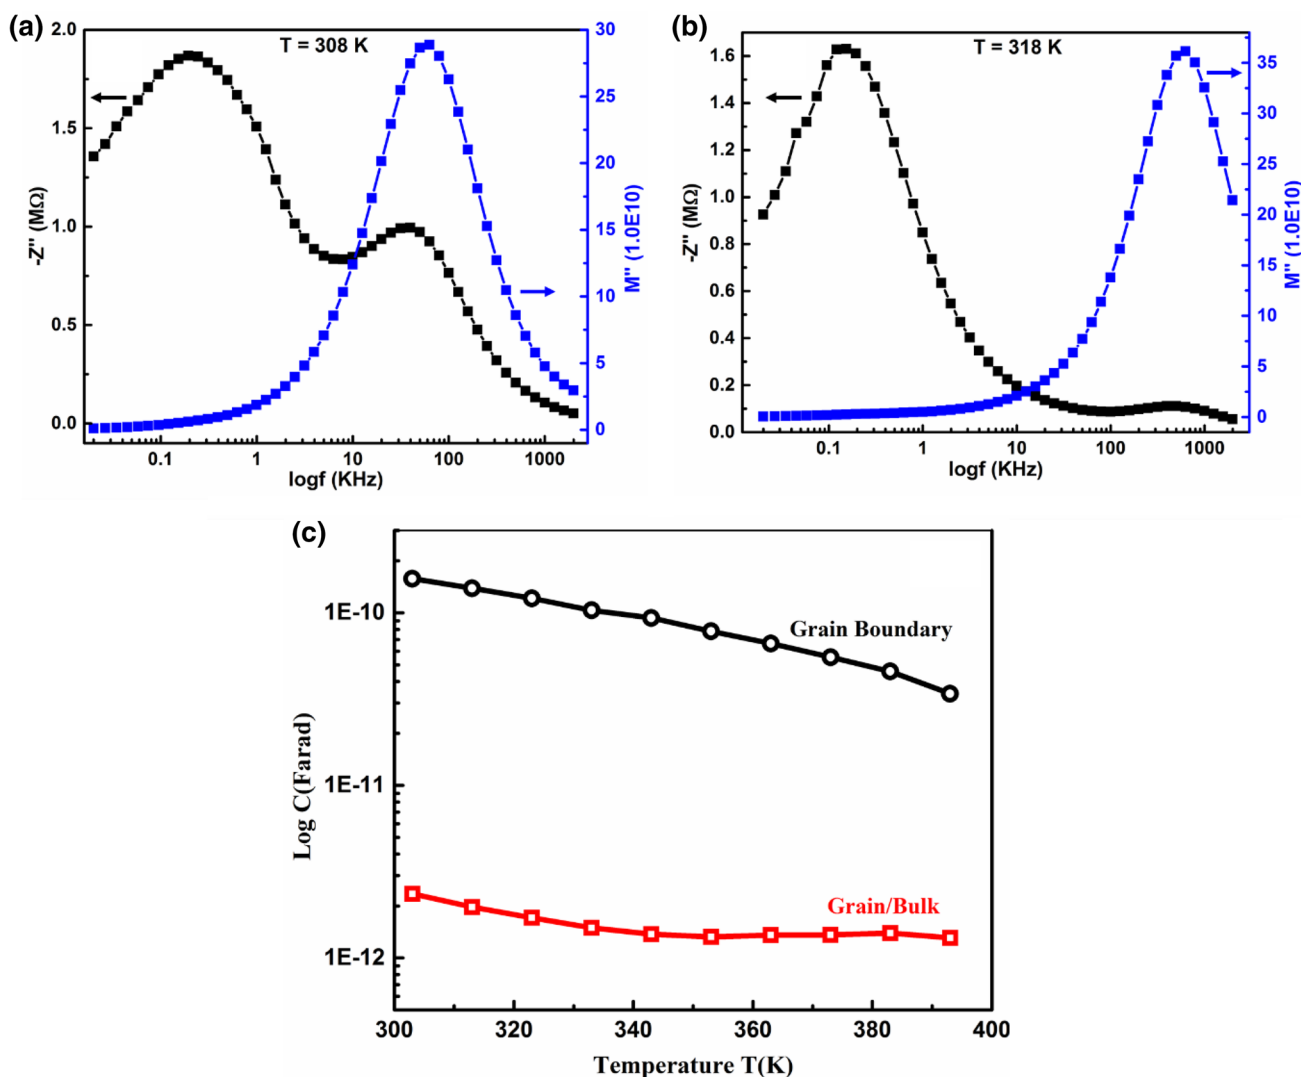 (a)
T = 308 K
2.0
1.5
1.0
0.5
0.0
-Z'' (MΩ)
30
25
20
15
10
5
0
M'' (1.0E10)
0.1 1 10 100 1000
logf (KHz)
(b)
T = 318 K
1.6
1.4
1.2
1.0
0.8
0.6
0.4
0.2
0.0
-Z'' (MΩ)
35
30
25
20
15
10
5
0
M'' (1.0E10)
0.1 1 10 100 1000
logf (KHz)
(c)
1E-10
1E-11
1E-12
Log C(Farad)
Grain Boundary
Grain/Bulk
300 320 340 360 380 400
Temperature T(K)